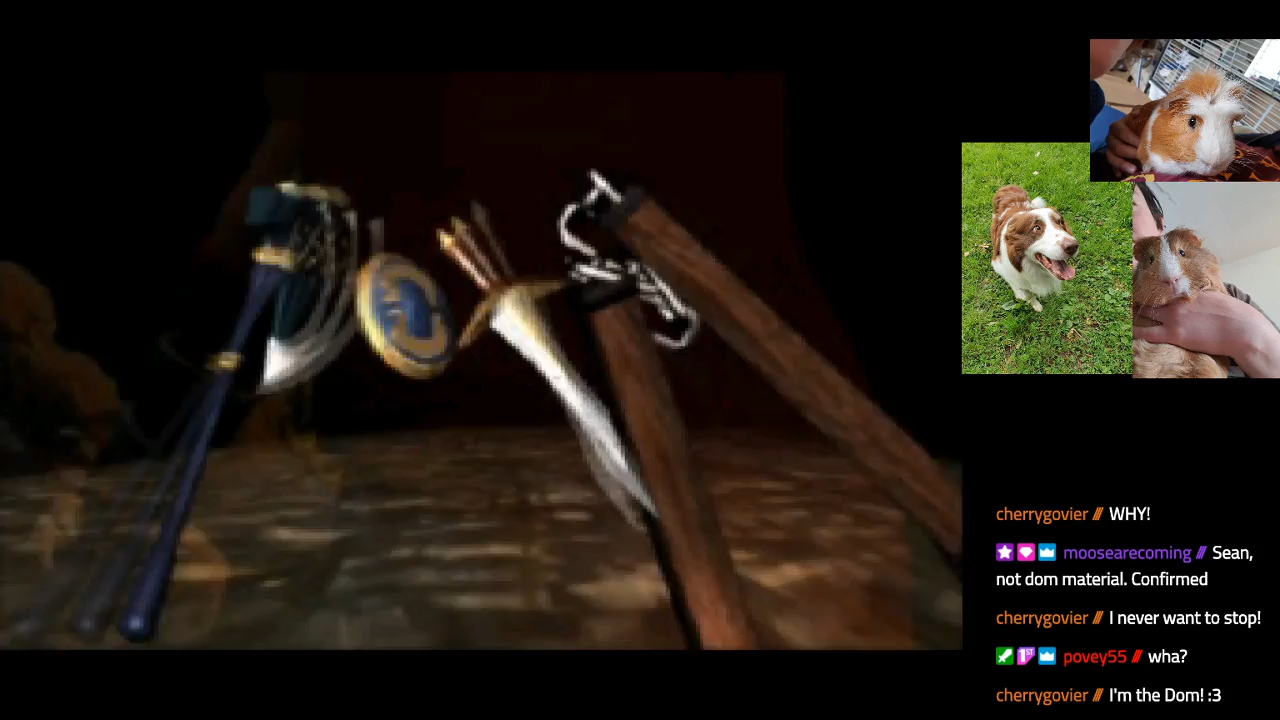 cherrygovier /// WHY!
moosearecoming /// Sean,
not dom material. Confirmed
cherrygovier /// I never want to stop!
1ST povey55 /// wha?
cherrygovier /// I'm the Dom! :3